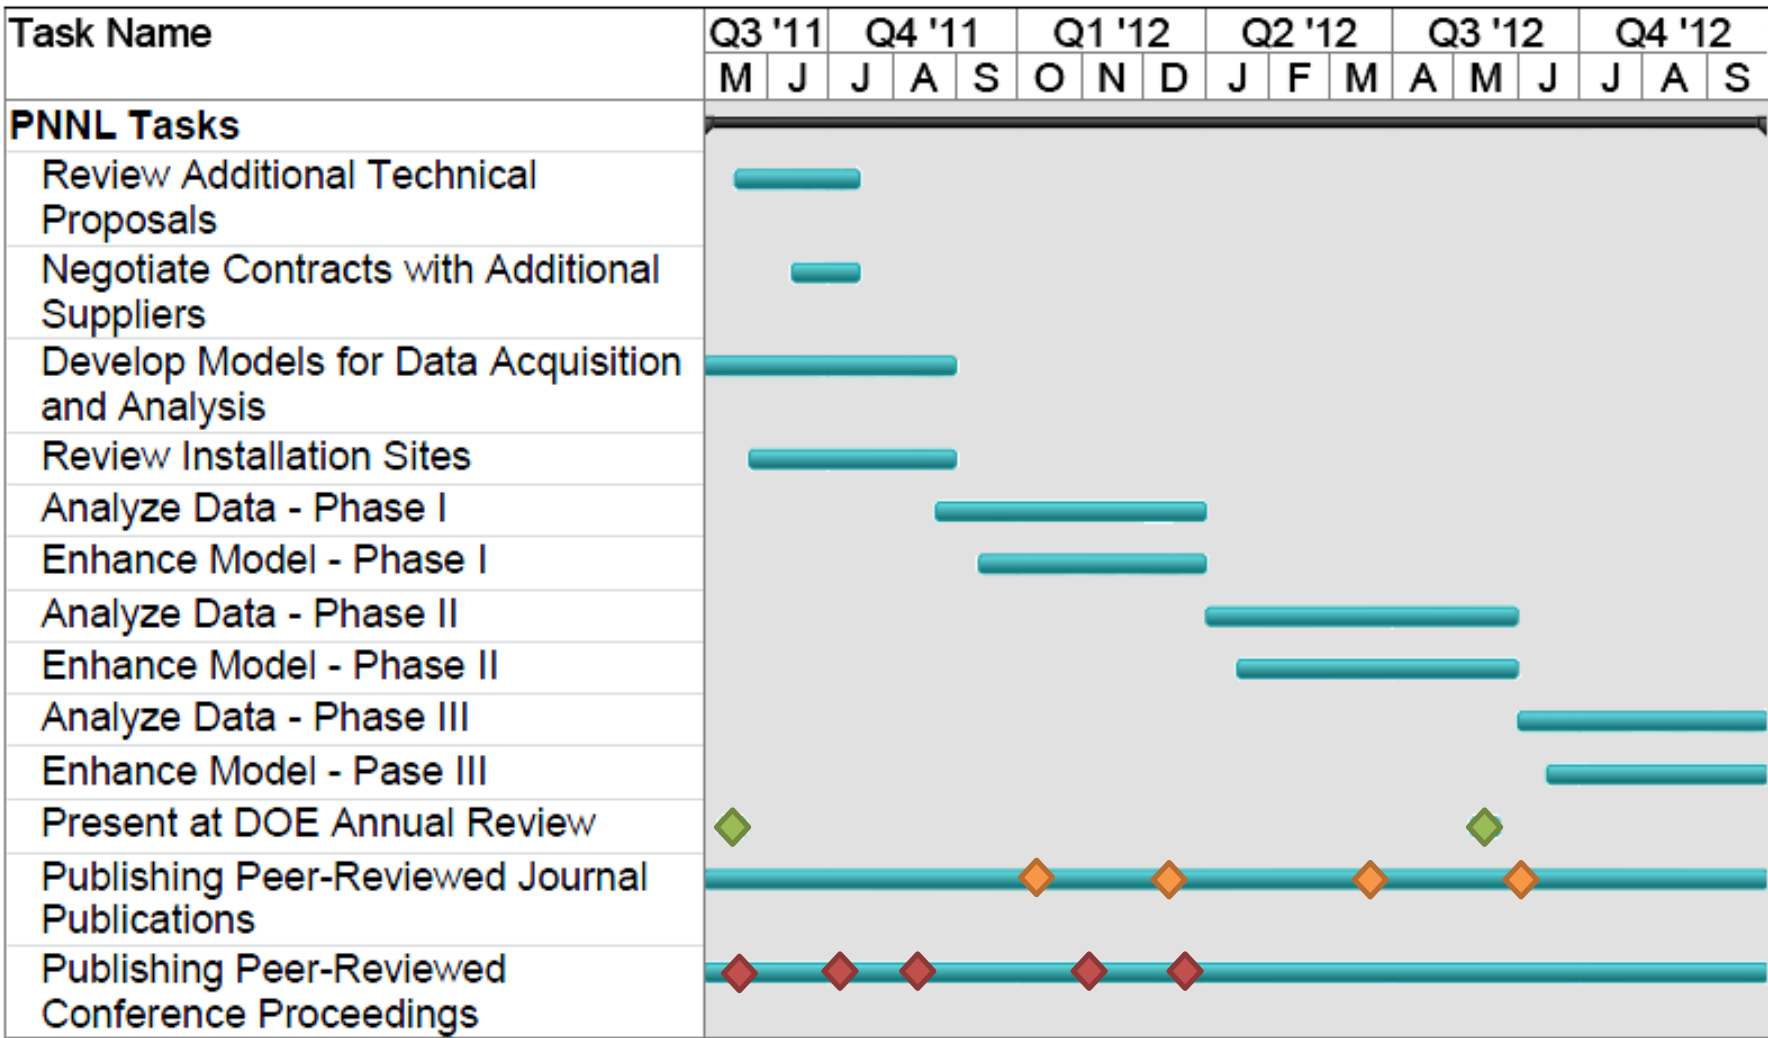 Task Name Q3 '11 Q4 '11 Q1 '12 Q2 '12 Q3 '12 Q4 '12
M J J A S O N D J F M A M J J A S
PNNL Tasks
Review Additional Technical
Proposals
Negotiate Contracts with Additional
Suppliers
Develop Models for Data Acquisition
and Analysis
Review Installation Sites
Analyze Data - Phase I
Enhance Model - Phase I
Analyze Data - Phase II
Enhance Model - Phase II
Analyze Data - Phase III
Enhance Model - Pase III
Present at DOE Annual Review
Publishing Peer-Reviewed Journal
Publications
Publishing Peer-Reviewed
Conference Proceedings